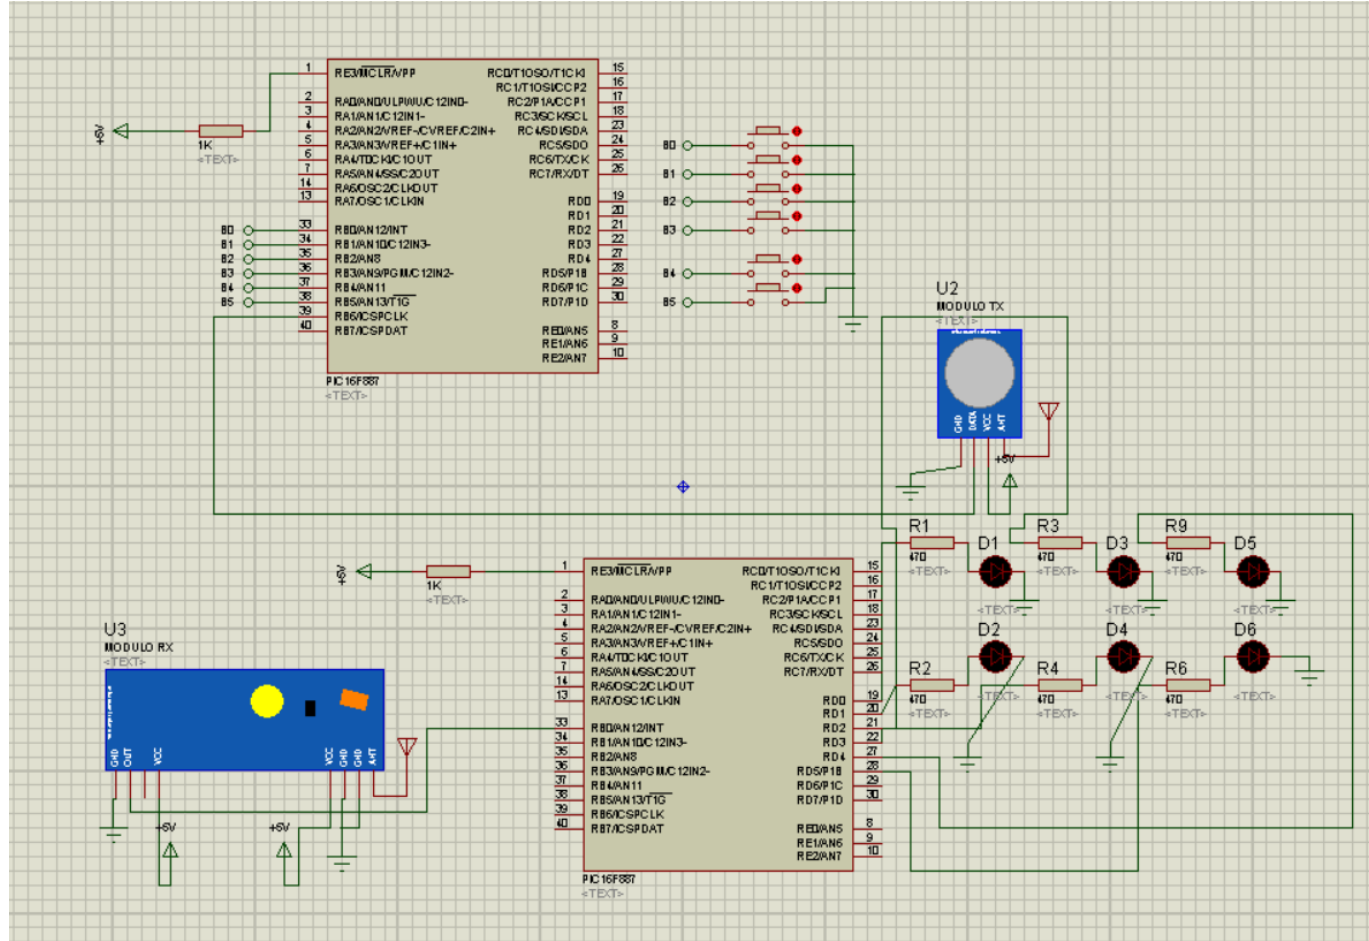 1 RE3/MCLR/VPP
2 RA0/AN0/ULPWU/C12IN0-
3 RA1/AN1/C12IN1-
4 RA2/AN2/VREF-/CVREF/C2IN+
5 RA3/AN3/VREF+/C1IN+
6 RA4/T0CKI/C1OUT
7 RA5/AN4/SS/C2OUT
14 RA6/OSC2/CLKOUT
13 RA7/OSC1/CLKIN
33 RB0/AN12/INT
34 RB1/AN10/C12IN3-
35 RB2/AN8
36 RB3/AN9/PGM/C12IN2-
37 RB4/AN11
38 RB5/AN13/T1G
39 RB6/ICSPCLK
40 RB7/ICSPDAT
RC0/T1OSO/T1CKI 15
RC1/T1OSI/CCP2 16
RC2/P1A/CCP1 17
RC3/SCK/SCL 18
RC4/SDI/SDA 23
RC5/SDO 24
RC6/TX/CK 25
RC7/RX/DT 26
RD0 19
RD1 20
RD2 21
RD3 22
RD4 27
RD5/P1B 28
RD6/P1C 29
RD7/P1D 30
RE0/AN5 8
RE1/AN6 9
RE2/AN7 10
PIC16F887
<TEXT>
+5V
1K
<TEXT>
B0
B1
B2
B3
B4
B5
B0
B1
B2
B3
B4
B5
U2
MODULO TX
<TEXT>
GND
DATA
VCC
ANT
+5V
R1
470
<TEXT>
D1
<TEXT>
R3
470
<TEXT>
D3
<TEXT>
R9
470
<TEXT>
D5
<TEXT>
R2
470
<TEXT>
D2
<TEXT>
R4
470
<TEXT>
D4
<TEXT>
R6
470
<TEXT>
D6
<TEXT>
+5V
1K
<TEXT>
U3
MODULO RX
<TEXT>
GND
OUT
VCC
VCC
GND
GND
ANT
+5V
+5V
1 RE3/MCLR/VPP
2 RA0/AN0/ULPWU/C12IN0-
3 RA1/AN1/C12IN1-
4 RA2/AN2/VREF-/CVREF/C2IN+
5 RA3/AN3/VREF+/C1IN+
6 RA4/T0CKI/C1OUT
7 RA5/AN4/SS/C2OUT
14 RA6/OSC2/CLKOUT
13 RA7/OSC1/CLKIN
33 RB0/AN12/INT
34 RB1/AN10/C12IN3-
35 RB2/AN8
36 RB3/AN9/PGM/C12IN2-
37 RB4/AN11
38 RB5/AN13/T1G
39 RB6/ICSPCLK
40 RB7/ICSPDAT
RC0/T1OSO/T1CKI 15
RC1/T1OSI/CCP2 16
RC2/P1A/CCP1 17
RC3/SCK/SCL 18
RC4/SDI/SDA 23
RC5/SDO 24
RC6/TX/CK 25
RC7/RX/DT 26
RD0 19
RD1 20
RD2 21
RD3 22
RD4 27
RD5/P1B 28
RD6/P1C 29
RD7/P1D 30
RE0/AN5 8
RE1/AN6 9
RE2/AN7 10
PIC16F887
<TEXT>